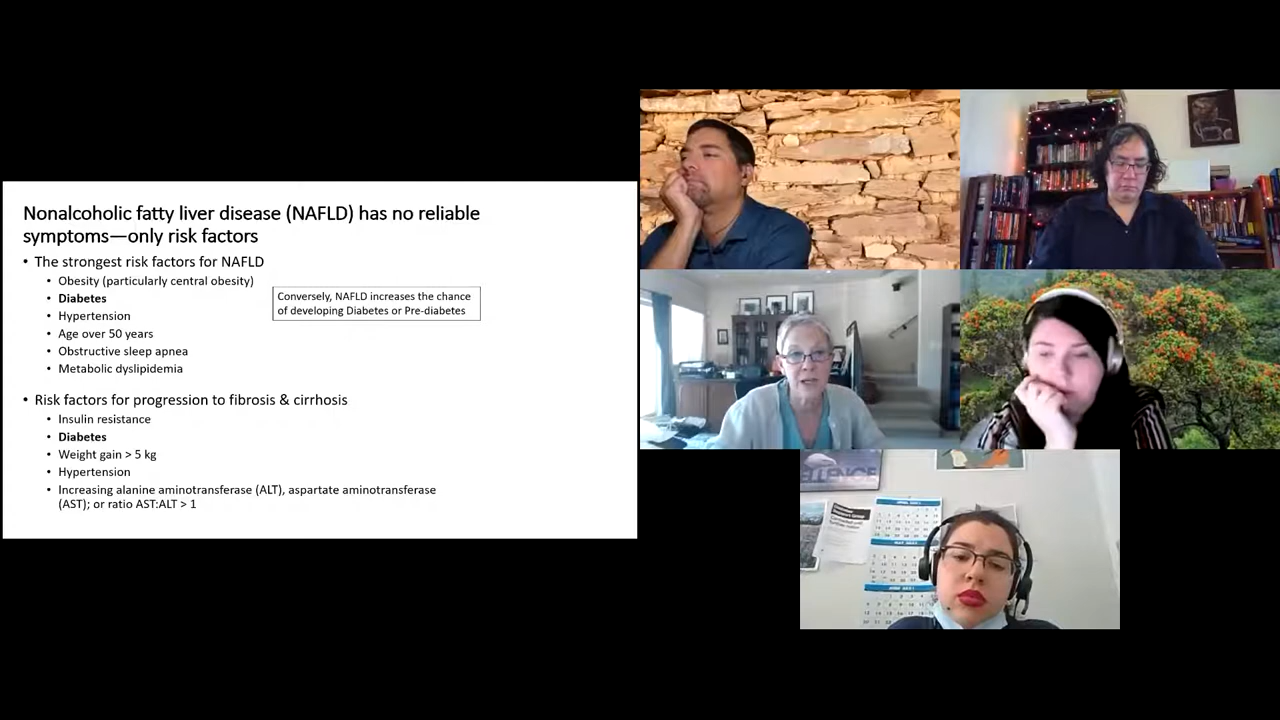 Nonalcoholic fatty liver disease (NAFLD) has no reliable
symptoms—only risk factors
• The strongest risk factors for NAFLD
• Obesity (particularly central obesity)
• Diabetes
• Hypertension
• Age over 50 years
• Obstructive sleep apnea
• Metabolic dyslipidemia
Conversely, NAFLD increases the chance
of developing Diabetes or Pre-diabetes
• Risk factors for progression to fibrosis & cirrhosis
• Insulin resistance
• Diabetes
• Weight gain > 5 kg
• Hypertension
• Increasing alanine aminotransferase (ALT), aspartate aminotransferase
(AST); or ratio AST:ALT > 1
ELLENCE